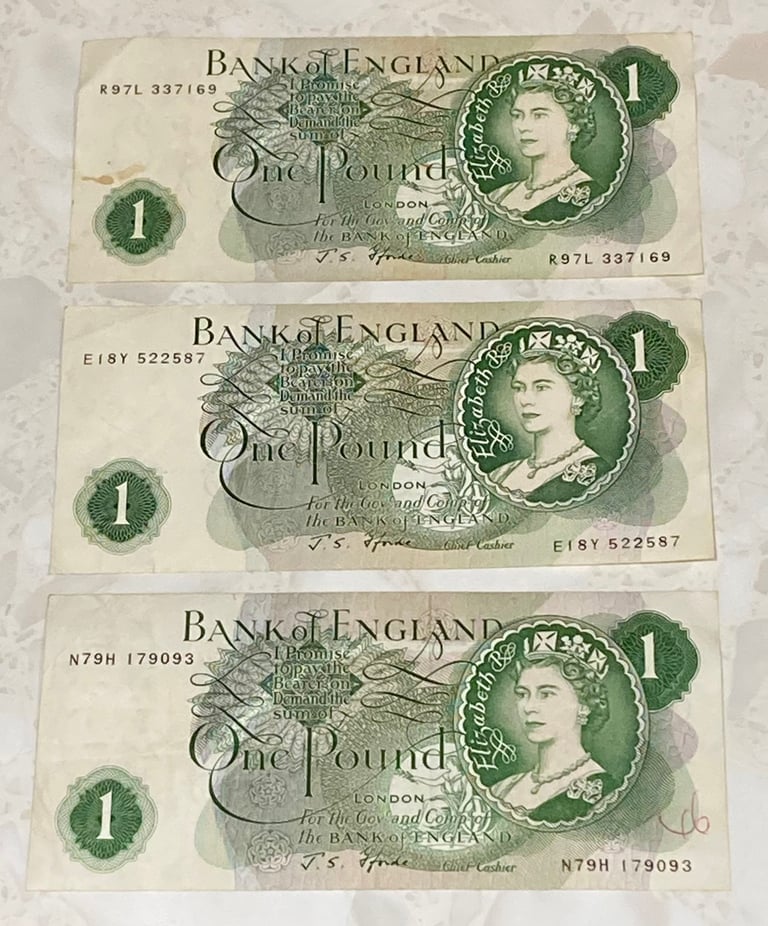 BANK of ENGLAND
1
R97L 337169
I Promise
to pay the
Bearer on
Demand the
sum of
Elizabeth R
One Pound
LONDON
For the Gov: and Comp: of
the BANK of ENGLAND
1
J. S. Fforde Chief Cashier
R97L 337169
BANK of ENGLAND
1
E18Y 522587
I Promise
to pay the
Bearer on
Demand the
sum of
Elizabeth R
One Pound
LONDON
For the Gov: and Comp: of
the BANK of ENGLAND
1
J. S. Fforde Chief Cashier
E18Y 522587
BANK of ENGLAND
1
N79H 179093
I Promise
to pay the
Bearer on
Demand the
sum of
Elizabeth R
One Pound
LONDON
For the Gov: and Comp: of
the BANK of ENGLAND
1
J. S. Fforde Chief Cashier
N79H 179093